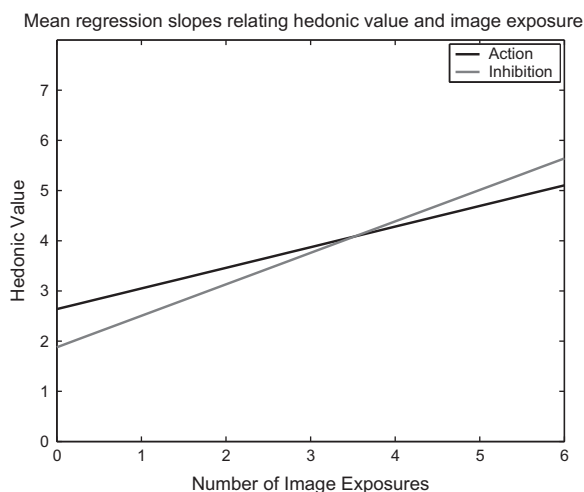 Mean regression slopes relating hedonic value and image exposure
Action
Inhibition
7
6
5
4
3
2
1
0
Hedonic Value
0 1 2 3 4 5 6
Number of Image Exposures